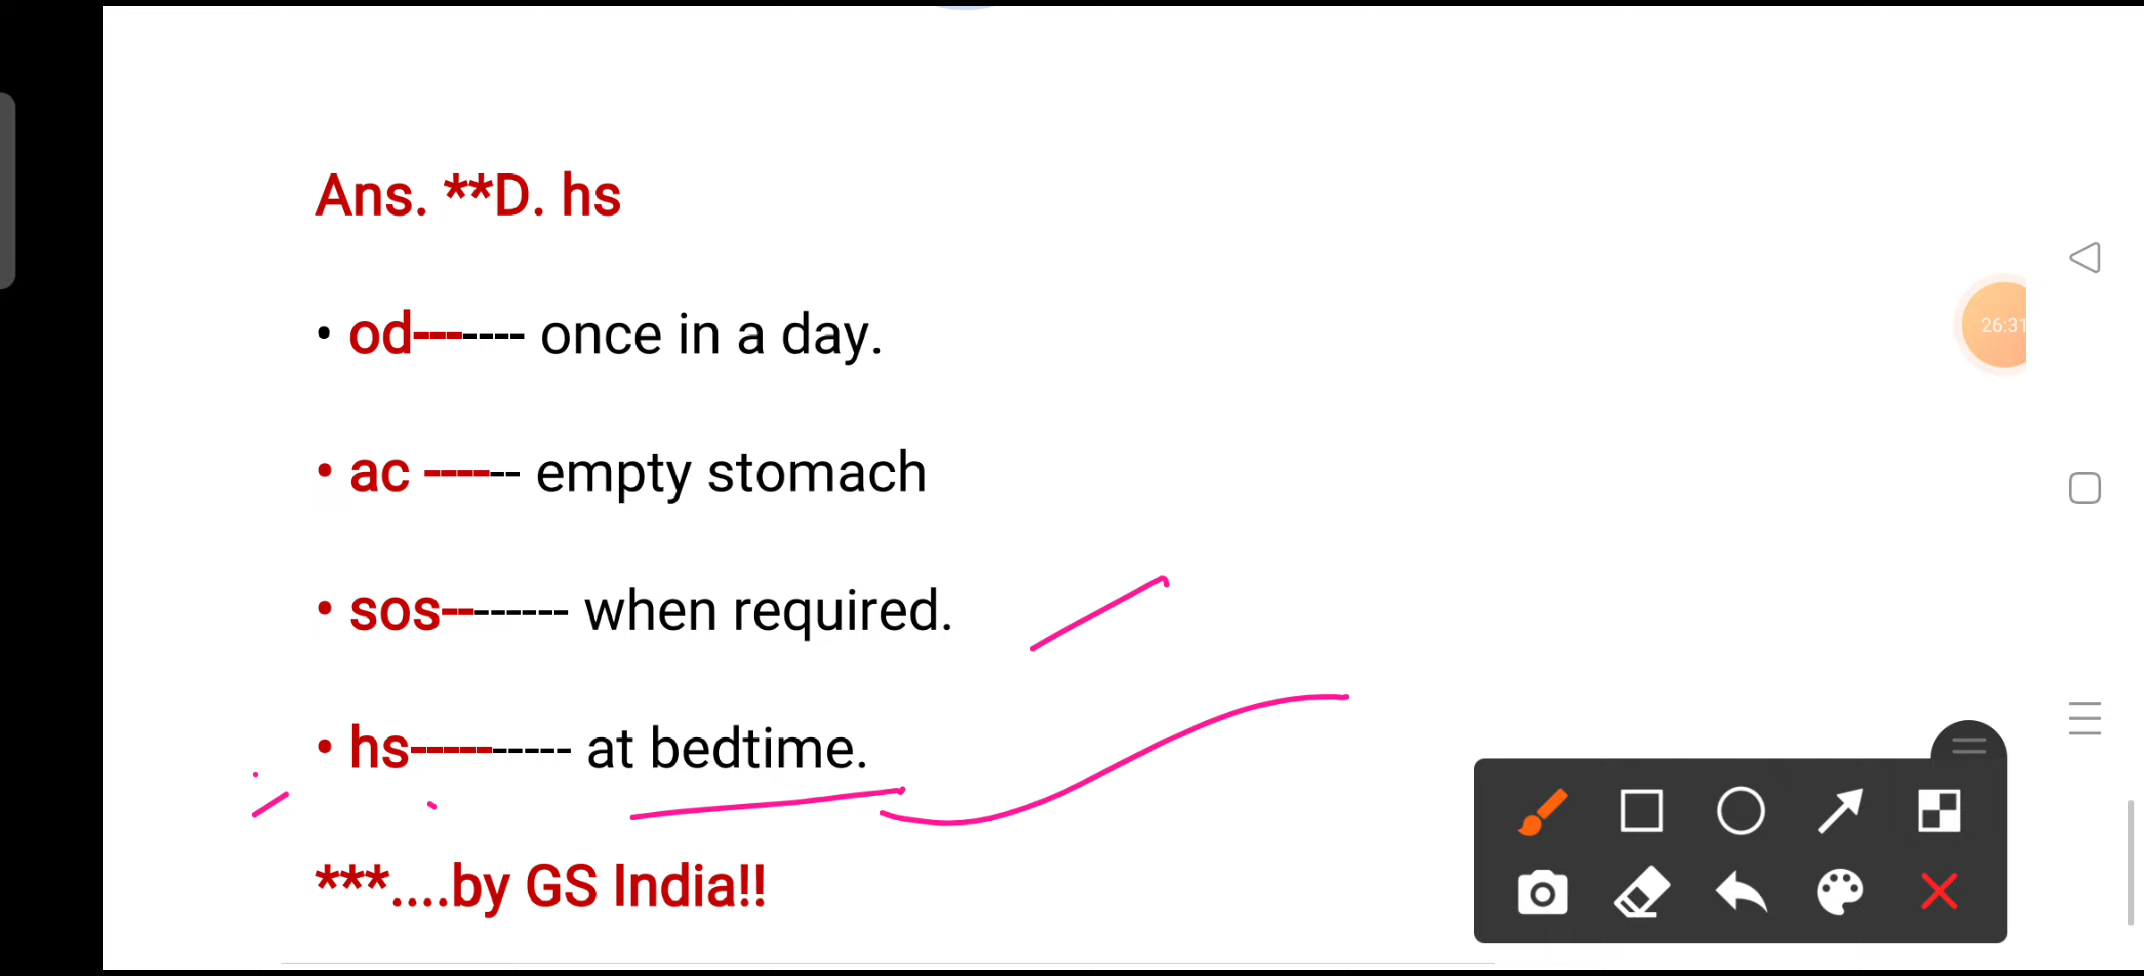 Ans. **D. hs
• od------- once in a day.
• ac ------ empty stomach
• sos-------- when required.
• hs---------- at bedtime.
***....by GS India!!
26:31